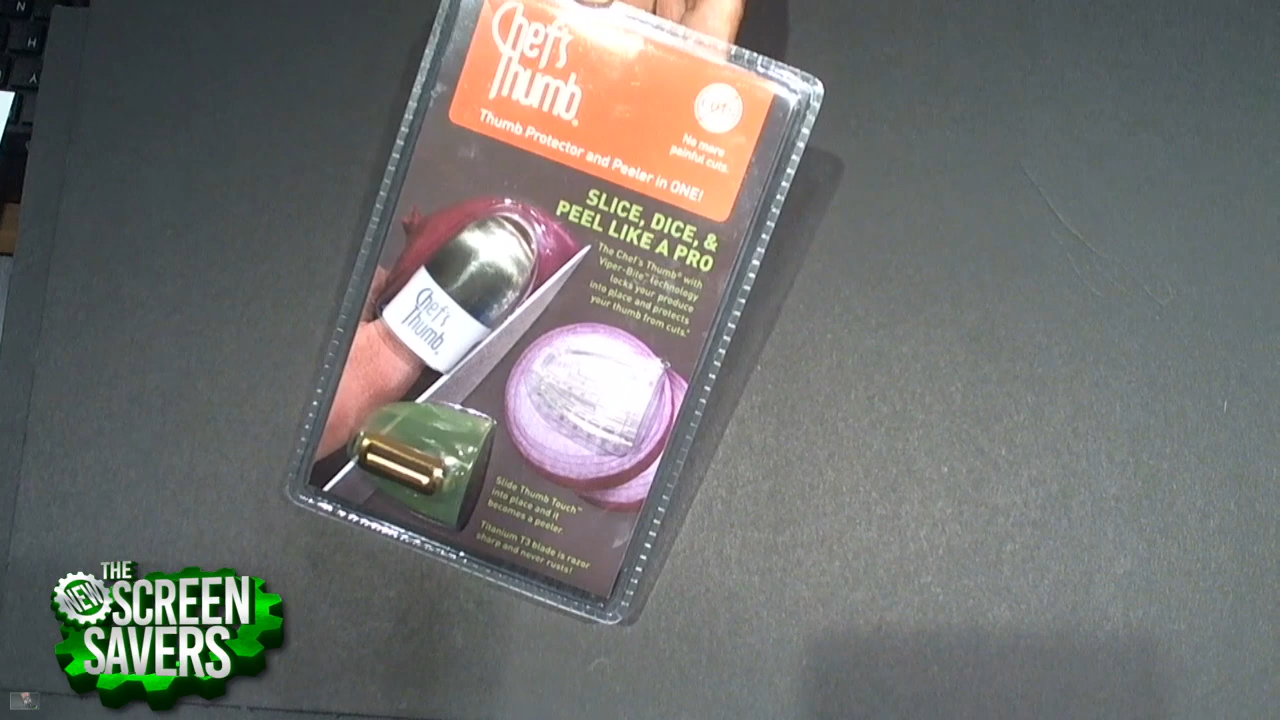 Chef's
Thumb®
Thumb Protector and Peeler in ONE!
No more
painful cuts.
SLICE, DICE, &
PEEL LIKE A PRO
The Chef's Thumb® with
Viper-Bite™ technology
locks your produce
into place and protects
your thumb from cuts.*
Chef's
Thumb®
Slide Thumb Touch™
into place and it
becomes a peeler.
Titanium T3 blade is razor
sharp and never rusts!
THE
NEW
SCREEN
SAVERS
H
A